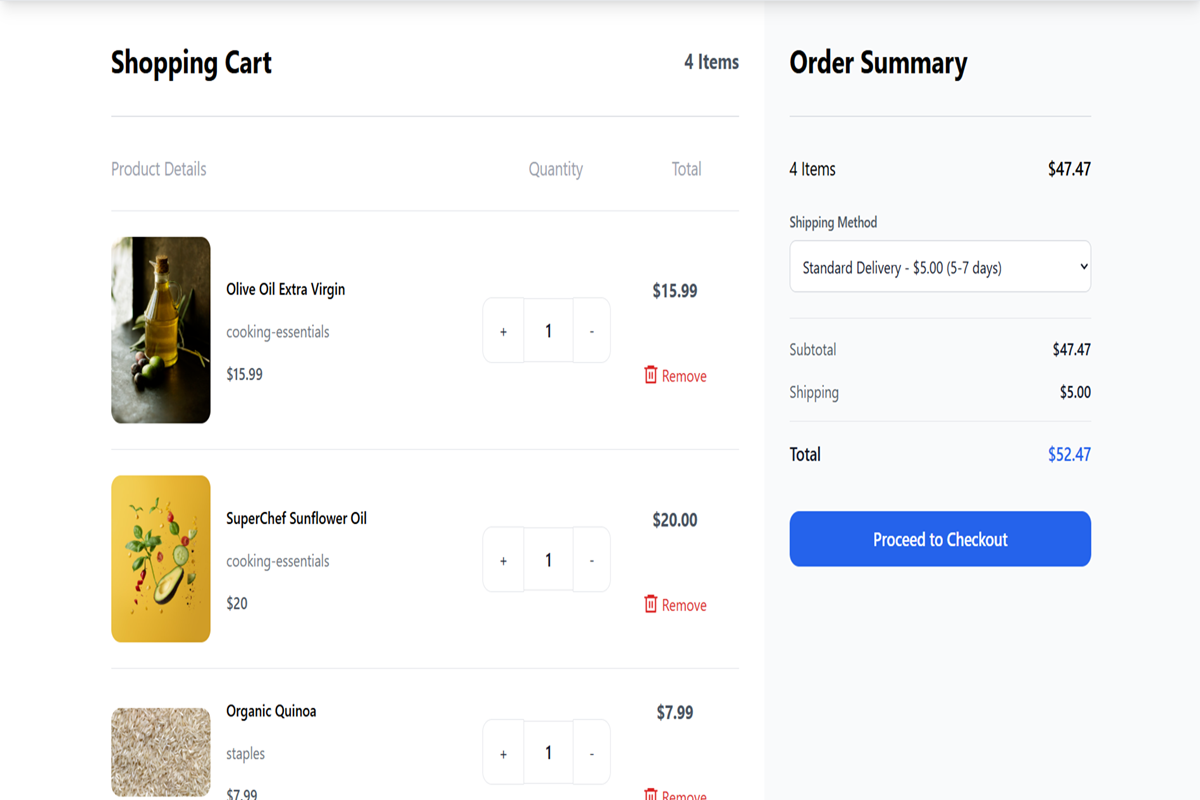 Shopping Cart
4 Items
Product Details
Quantity
Total
Olive Oil Extra Virgin
cooking-essentials
$15.99
+
1
-
$15.99
Remove
SuperChef Sunflower Oil
cooking-essentials
$20
+
1
-
$20.00
Remove
Organic Quinoa
staples
$7.99
+
1
-
$7.99
Remove
Order Summary
4 Items
$47.47
Shipping Method
Standard Delivery - $5.00 (5-7 days)
Subtotal
$47.47
Shipping
$5.00
Total
$52.47
Proceed to Checkout